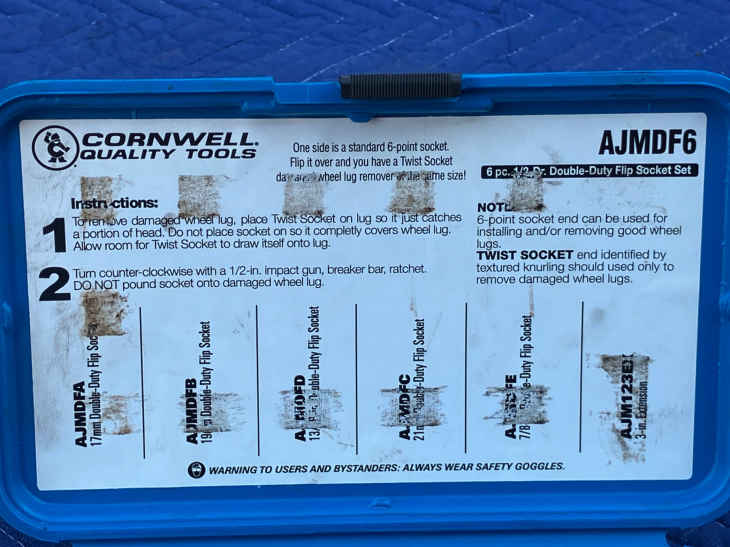 CORNWELL®
QUALITY TOOLS
One side is a standard 6-point socket.
Flip it over and you have a Twist Socket
wheel lug remover the same size!
AJMDF6
6 pc. 1/2 Dr. Double-Duty Flip Socket Set
Instructions:
1 To remove damaged wheel lug, place Twist Socket on lug so it just catches
a portion of head. Do not place socket on so it completly covers wheel lug.
Allow room for Twist Socket to draw itself onto lug.
2 Turn counter-clockwise with a 1/2-in. impact gun, breaker bar, ratchet.
DO NOT pound socket onto damaged wheel lug.
NOTE
6-point socket end can be used for
installing and/or removing good wheel
lugs.
TWIST SOCKET end identified by
textured knurling should used only to
remove damaged wheel lugs.
AJMDFA
17mm Double-Duty Flip Socket
AJMDFB
Double-Duty Flip Socket
Double-Duty Flip Socket
AJMDFC
Double-Duty Flip Socket
Double-Duty Flip Socket
AJM123EX
3-in. Extension
WARNING TO USERS AND BYSTANDERS: ALWAYS WEAR SAFETY GOGGLES.